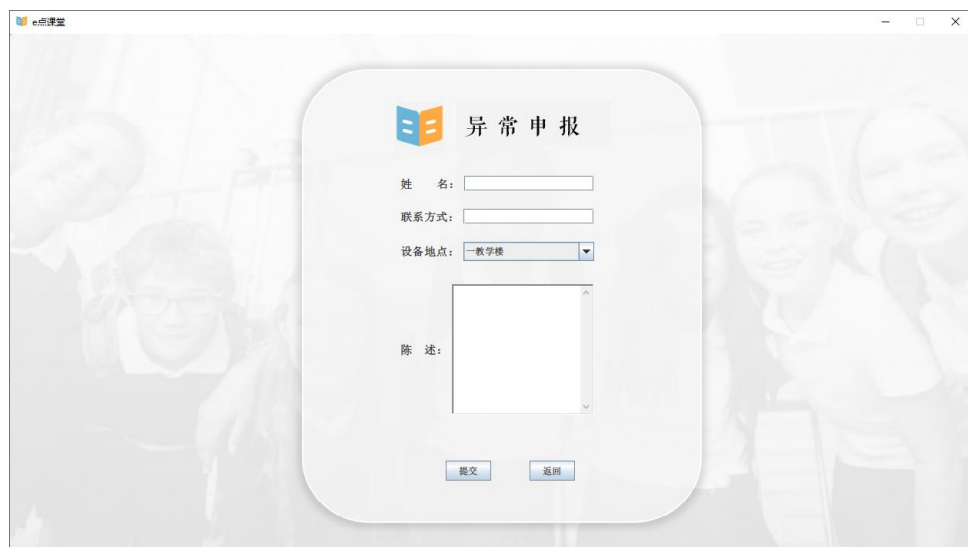 e点课堂
异常申报
姓 名：
联系方式：
设备地点： 一教学楼
陈 述：
提交 返回